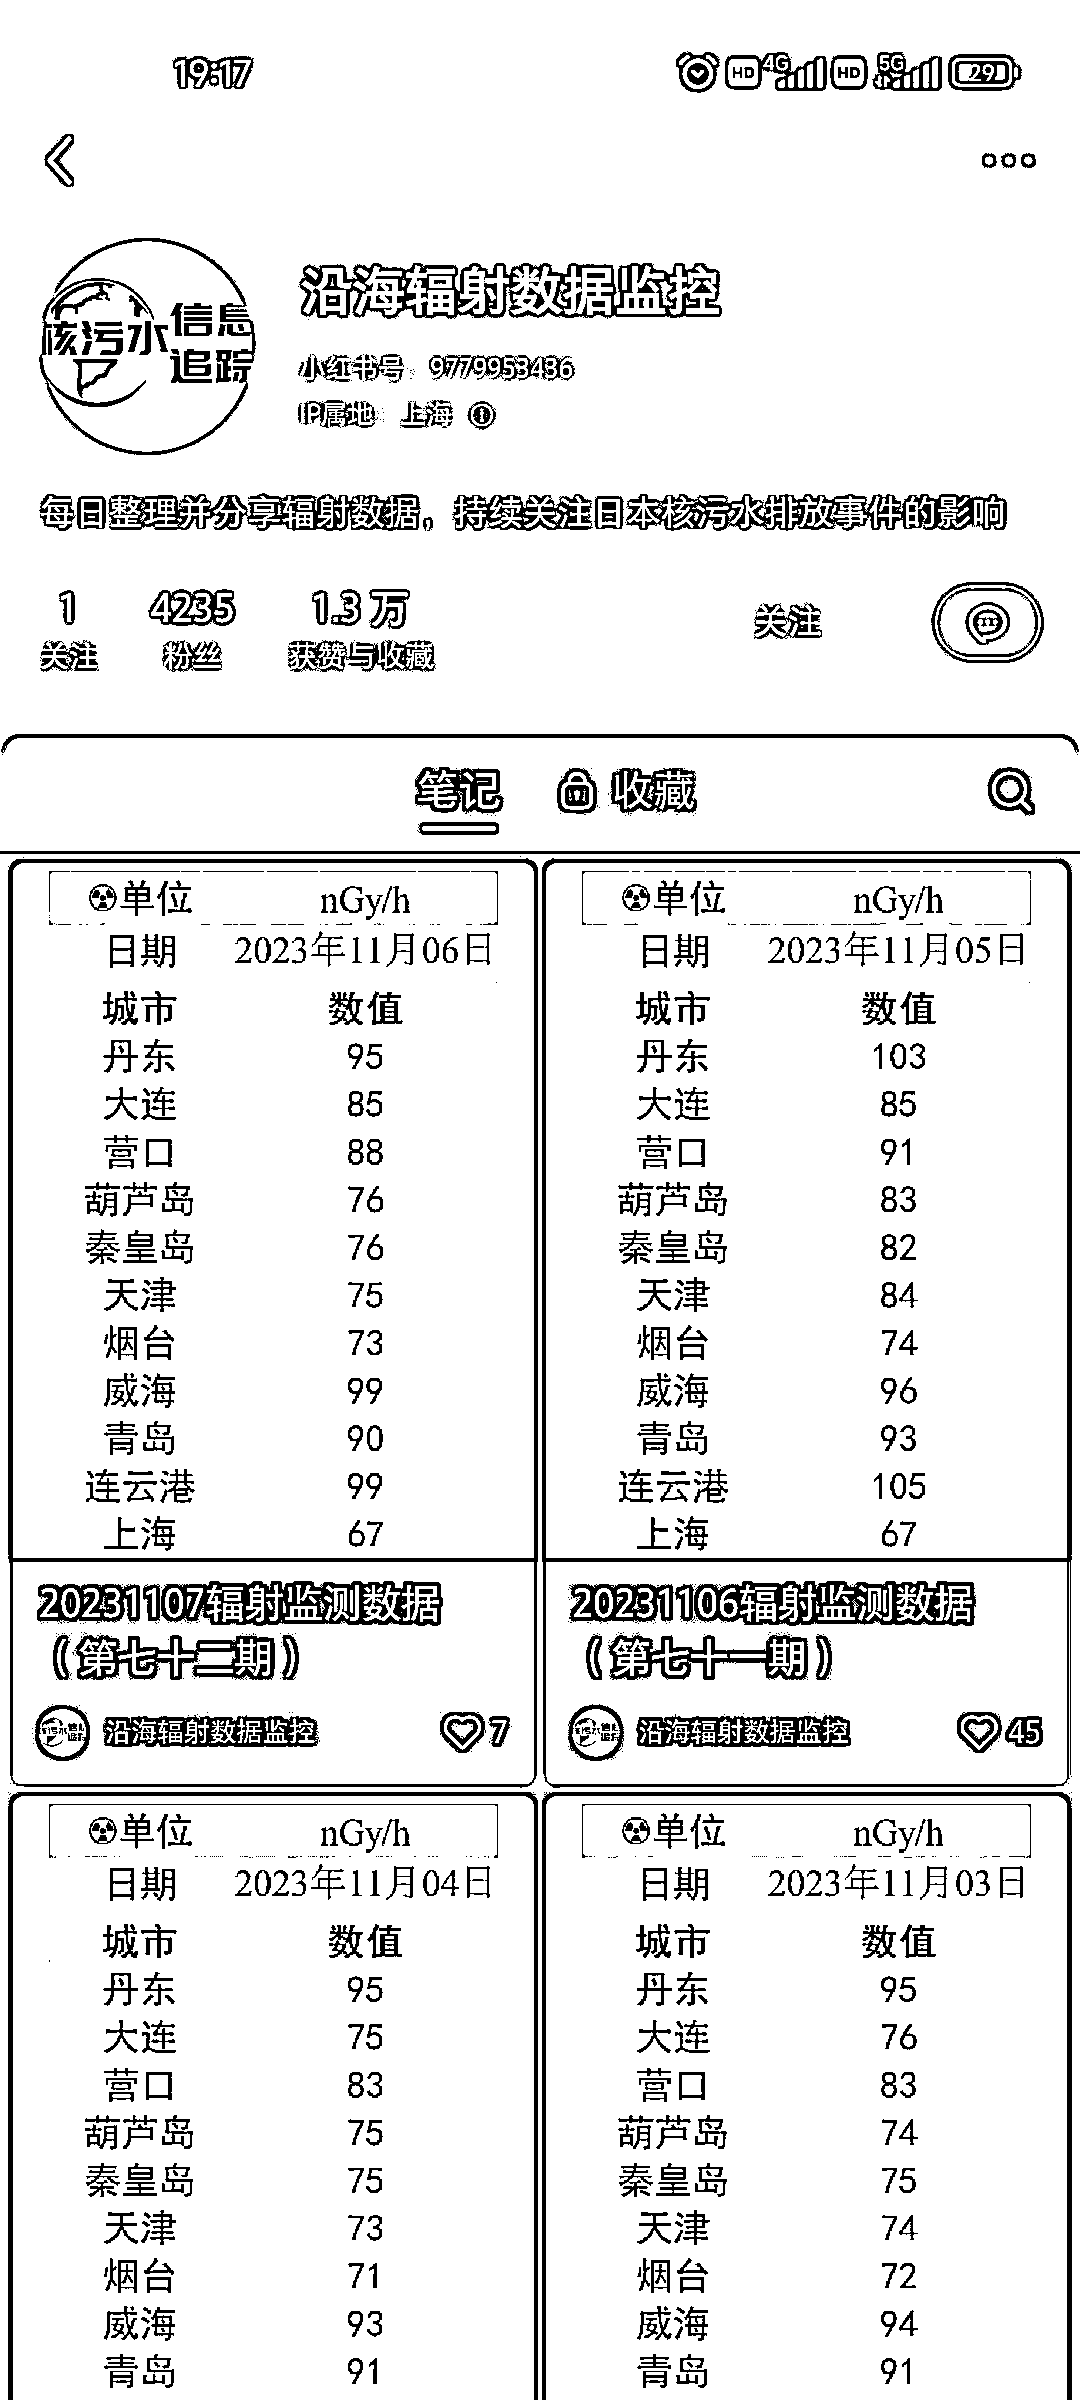 19:17
HD 4G HD 5G 29
沿海辐射数据监控
核污水信息
追踪
小红书号：9779953436
IP属地：上海
每日整理并分享辐射数据。持续关注日本核污水排放事件的影响
1 4235 1.3 万
关注 粉丝 获赞与收藏
关注
笔记 收藏
单位 nGy/h
日期 2023年11月06日
城市 数值
丹东 95
大连 85
营口 88
葫芦岛 76
秦皇岛 76
天津 75
烟台 73
威海 99
青岛 90
连云港 99
上海 67
20231107辐射监测数据
（第七十二期）
沿海辐射数据监控 7
单位 nGy/h
日期 2023年11月05日
城市 数值
丹东 103
大连 85
营口 91
葫芦岛 83
秦皇岛 82
天津 84
烟台 74
威海 96
青岛 93
连云港 105
上海 67
20231106辐射监测数据
（第七十一期）
沿海辐射数据监控 45
单位 nGy/h
日期 2023年11月04日
城市 数值
丹东 95
大连 75
营口 83
葫芦岛 75
秦皇岛 75
天津 73
烟台 71
威海 93
青岛 91
单位 nGy/h
日期 2023年11月03日
城市 数值
丹东 95
大连 76
营口 83
葫芦岛 74
秦皇岛 75
天津 74
烟台 72
威海 94
青岛 91